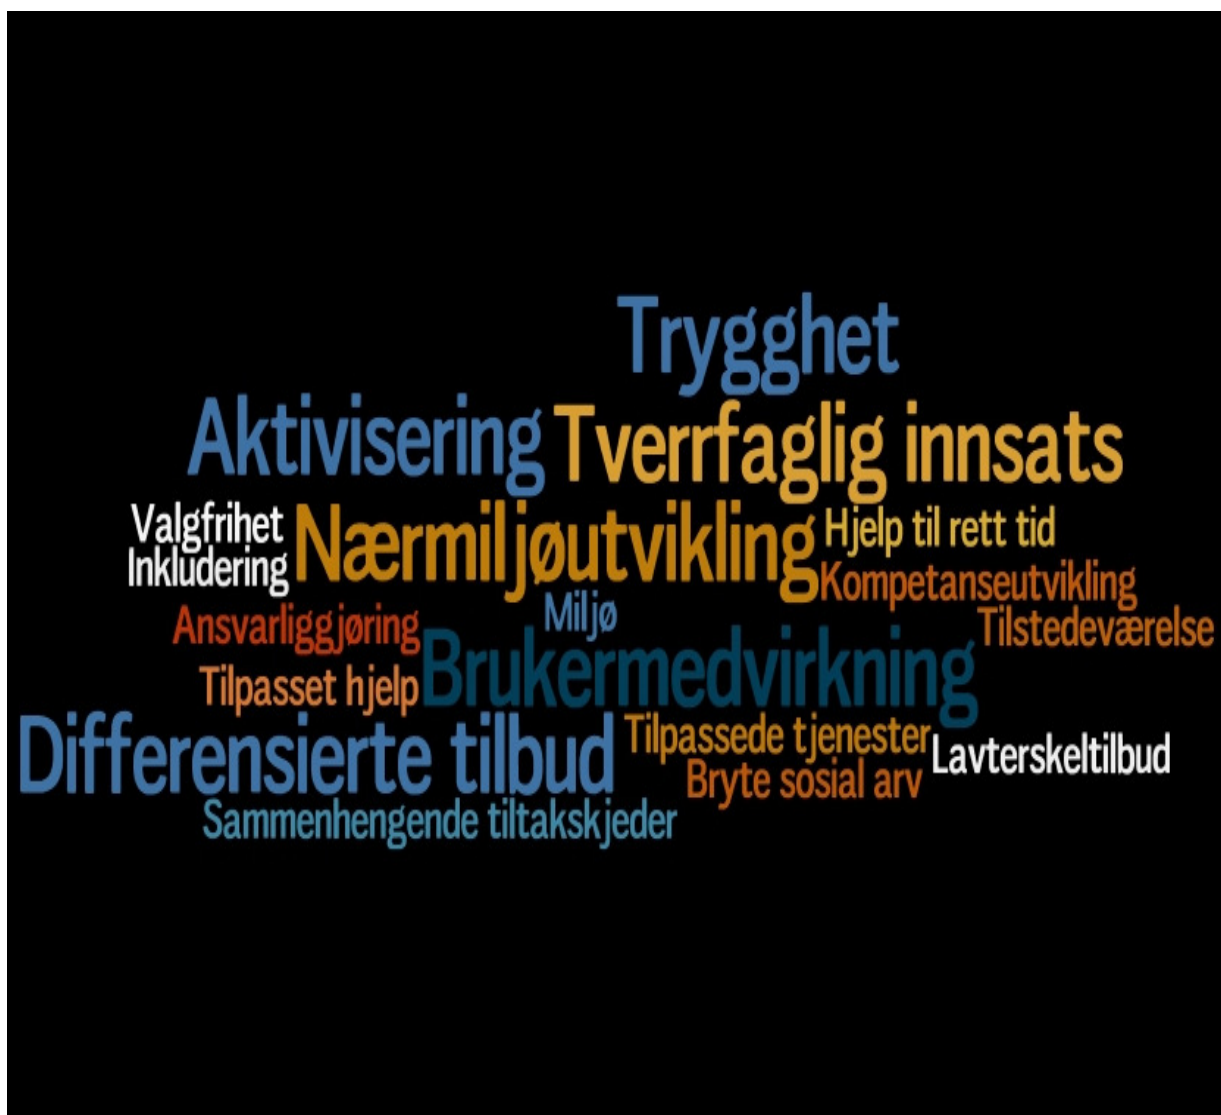 Trygghet
Aktivisering
Tverrfaglig innsats
Valgfrihet
Inkludering
Nærmiljøutvikling
Hjelp til rett tid
Kompetanseutvikling
Ansvarliggjøring
Miljø
Tilstedeværelse
Tilpasset hjelp
Brukermedvirkning
Differensierte tilbud
Tilpassede tjenester
Bryte sosial arv
Lavterskeltilbud
Sammenhengende tiltakskjeder